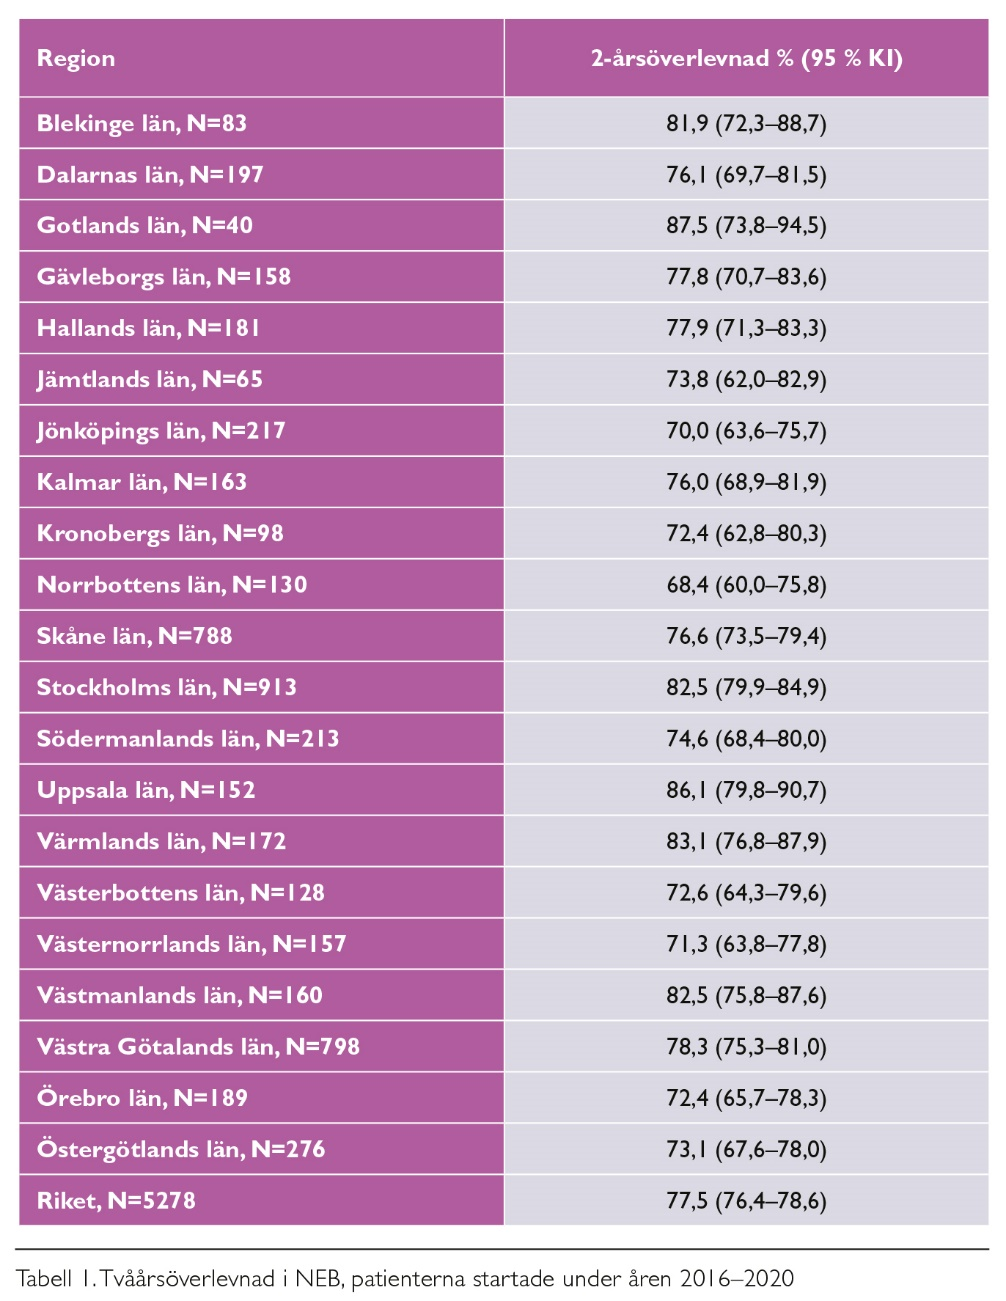 Region 2-årsöverlevnad % (95 % KI)
Blekinge län, N=83 81,9 (72,3–88,7)
Dalarnas län, N=197 76,1 (69,7–81,5)
Gotlands län, N=40 87,5 (73,8–94,5)
Gävleborgs län, N=158 77,8 (70,7–83,6)
Hallands län, N=181 77,9 (71,3–83,3)
Jämtlands län, N=65 73,8 (62,0–82,9)
Jönköpings län, N=217 70,0 (63,6–75,7)
Kalmar län, N=163 76,0 (68,9–81,9)
Kronobergs län, N=98 72,4 (62,8–80,3)
Norrbottens län, N=130 68,4 (60,0–75,8)
Skåne län, N=788 76,6 (73,5–79,4)
Stockholms län, N=913 82,5 (79,9–84,9)
Södermanlands län, N=213 74,6 (68,4–80,0)
Uppsala län, N=152 86,1 (79,8–90,7)
Värmlands län, N=172 83,1 (76,8–87,9)
Västerbottens län, N=128 72,6 (64,3–79,6)
Västernorrlands län, N=157 71,3 (63,8–77,8)
Västmanlands län, N=160 82,5 (75,8–87,6)
Västra Götalands län, N=798 78,3 (75,3–81,0)
Örebro län, N=189 72,4 (65,7–78,3)
Östergötlands län, N=276 73,1 (67,6–78,0)
Riket, N=5278 77,5 (76,4–78,6)
Tabell 1. Tvåårsöverlevnad i NEB, patienterna startade under åren 2016–2020